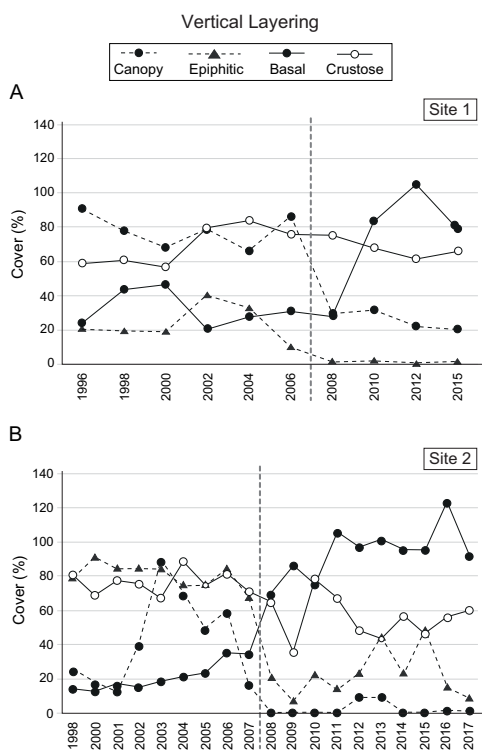 Vertical Layering
Canopy Epiphitic Basal Crustose
A
Site 1
140
120
100
80
60
40
20
0
Cover (%)
1996 1998 2000 2002 2004 2006 2008 2010 2012 2015
B
Site 2
140
120
100
80
60
40
20
0
Cover (%)
1998 2000 2001 2002 2003 2004 2005 2006 2007 2008 2009 2010 2011 2012 2013 2014 2015 2016 2017